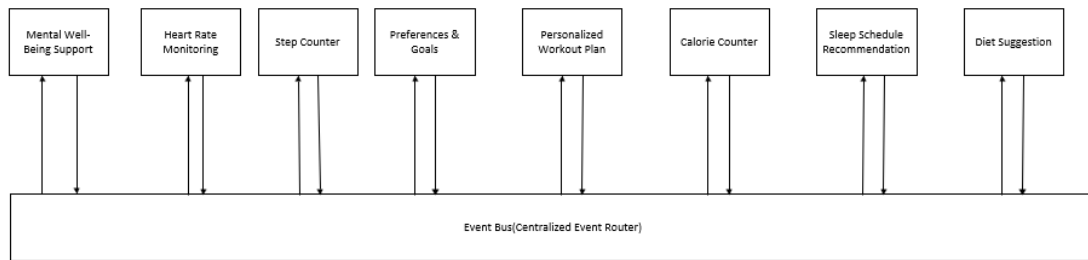 Mental Well-
Being Support
Heart Rate
Monitoring
Step Counter
Preferences &
Goals
Personalized
Workout Plan
Calorie Counter
Sleep Schedule
Recommendation
Diet Suggestion
Event Bus(Centralized Event Router)